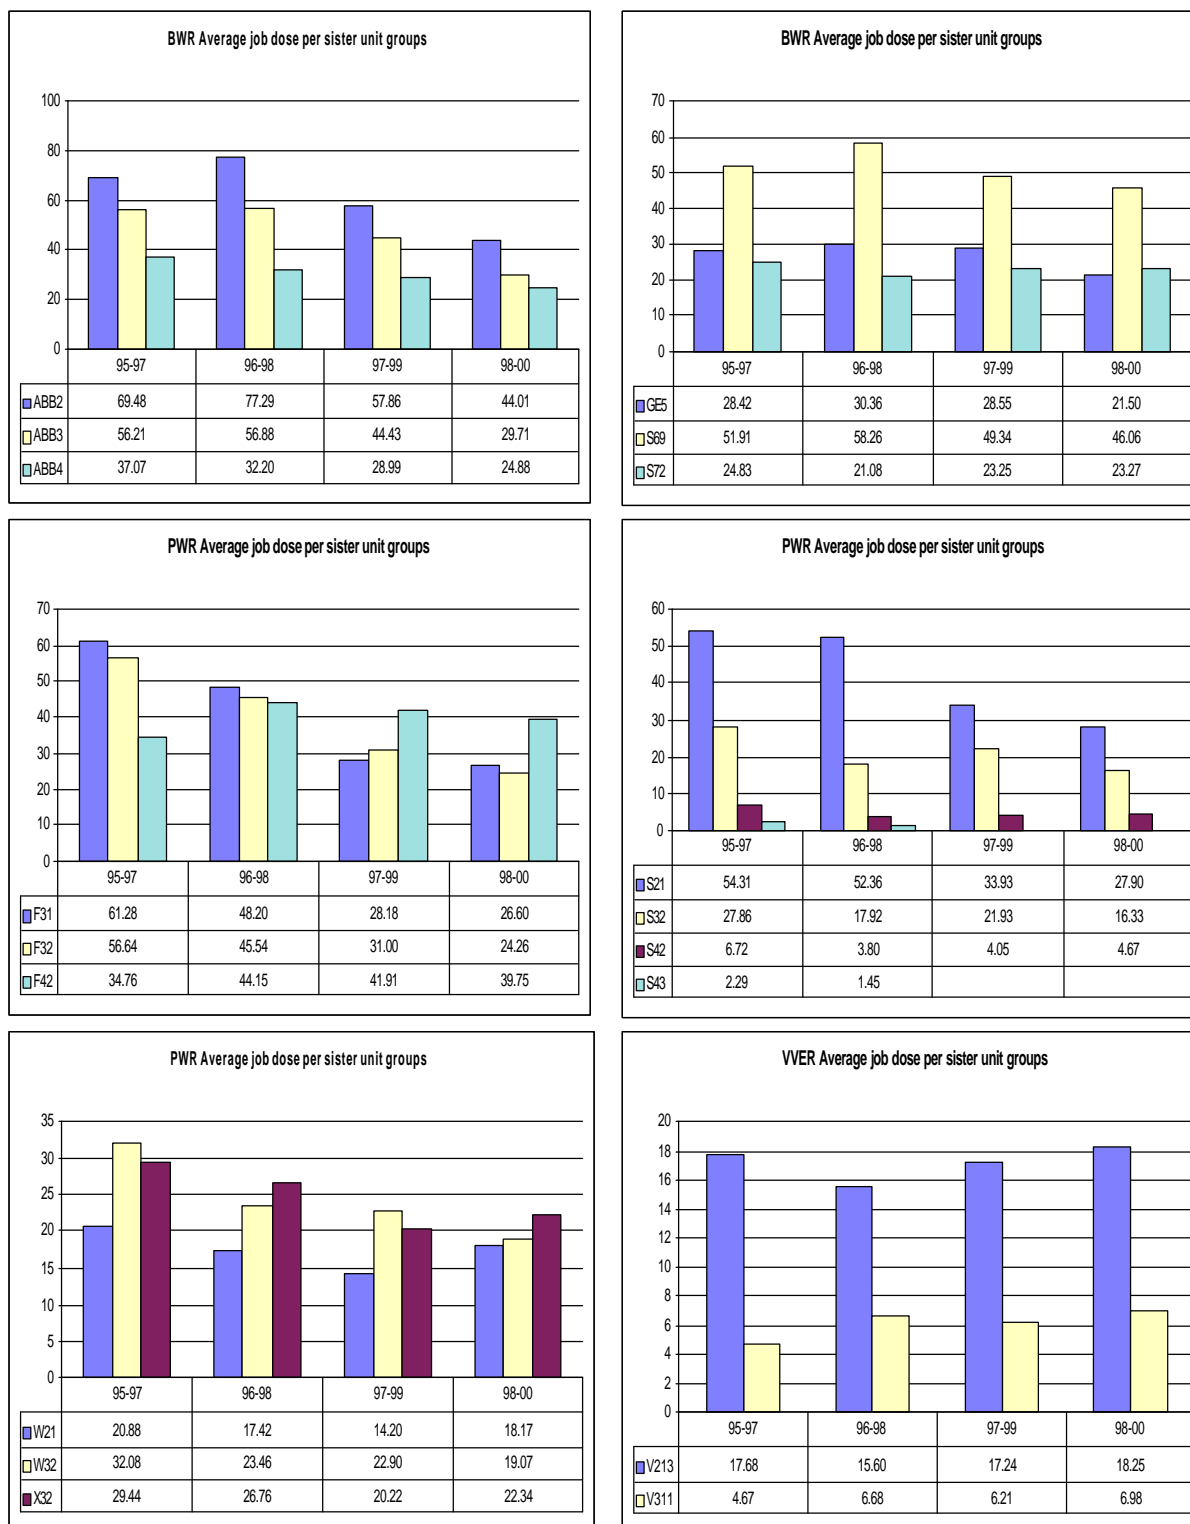 BWR Average job dose per sister unit groups
100
80
60
40
20
0
95-97 96-98 97-99 98-00
ABB2 69.48 77.29 57.86 44.01
ABB3 56.21 56.88 44.43 29.71
ABB4 37.07 32.20 28.99 24.88
BWR Average job dose per sister unit groups
70
60
50
40
30
20
10
0
95-97 96-98 97-99 98-00
GE5 28.42 30.36 28.55 21.50
S69 51.91 58.26 49.34 46.06
S72 24.83 21.08 23.25 23.27
PWR Average job dose per sister unit groups
70
60
50
40
30
20
10
0
95-97 96-98 97-99 98-00
F31 61.28 48.20 28.18 26.60
F32 56.64 45.54 31.00 24.26
F42 34.76 44.15 41.91 39.75
PWR Average job dose per sister unit groups
60
50
40
30
20
10
0
95-97 96-98 97-99 98-00
S21 54.31 52.36 33.93 27.90
S32 27.86 17.92 21.93 16.33
S42 6.72 3.80 4.05 4.67
S43 2.29 1.45
PWR Average job dose per sister unit groups
35
30
25
20
15
10
5
0
95-97 96-98 97-99 98-00
W21 20.88 17.42 14.20 18.17
W32 32.08 23.46 22.90 19.07
X32 29.44 26.76 20.22 22.34
VVER Average job dose per sister unit groups
20
18
16
14
12
10
8
6
4
2
0
95-97 96-98 97-99 98-00
V213 17.68 15.60 17.24 18.25
V311 4.67 6.68 6.21 6.98